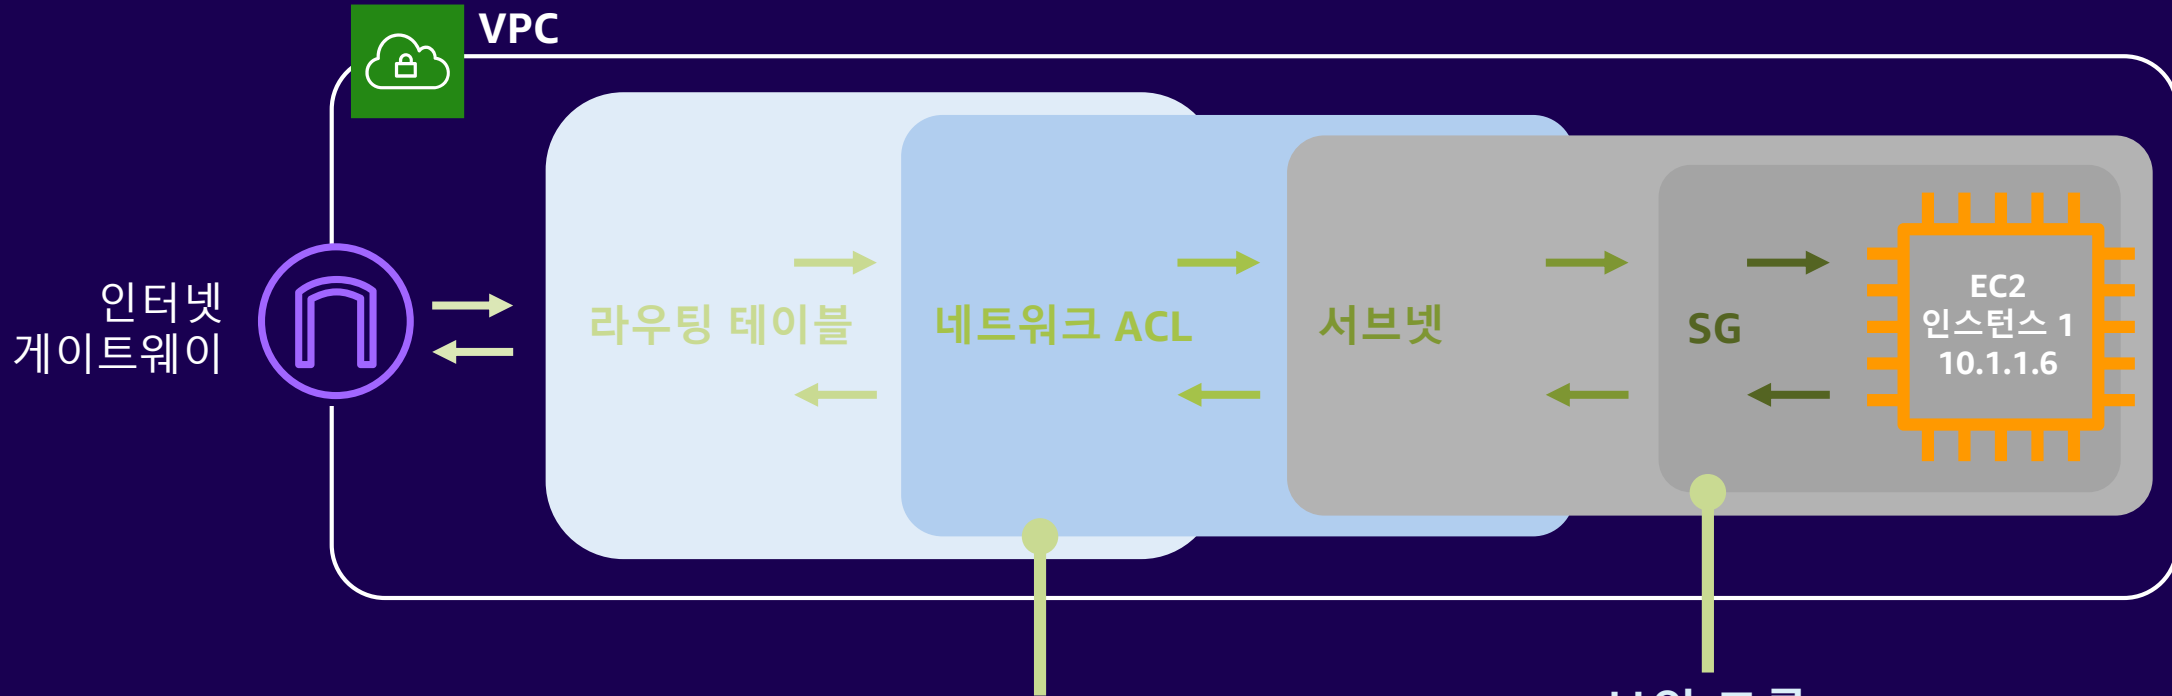 VPC
인터넷
게이트웨이
라우팅 테이블
네트워크 ACL
서브넷
SG
EC2
인스턴스 1
10.1.1.6